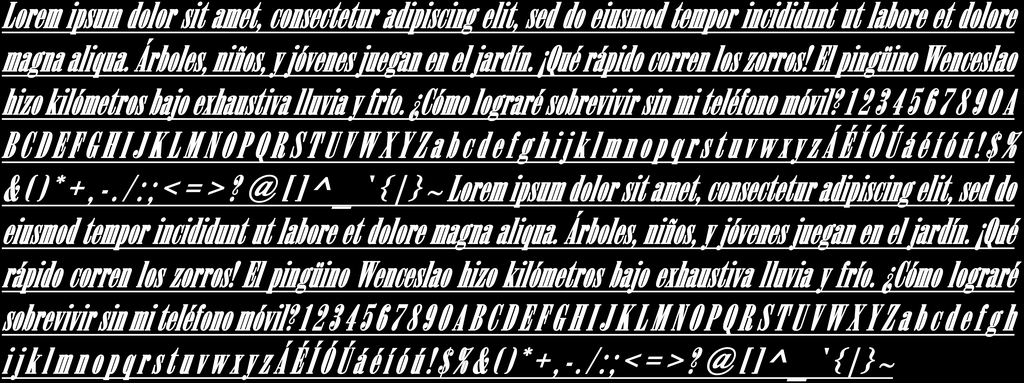 Lorem ipsum dolor sit amet, consectetur adipiscing elit, sed do eiusmod tempor incididunt ut labore et dolore
magna aliqua. Árboles, niños, y jóvenes juegan en el jardín. ¡Qué rápido corren los zorros! El pingüino Wenceslao
hizo kilómetros bajo exhaustiva lluvia y frío. ¿Cómo lograré sobrevivir sin mi teléfono móvil? 1 2 3 4 5 6 7 8 9 0 A
B C D E F G H I J K L M N O P Q R S T U V W X Y Z a b c d e f g h i j k l m n o p q r s t u v w x y z Á É Í Ó Ú á é í ó ú ! $ %
& ( ) * + , - . / : ; < = > ? @ [ ] ^ _ ` { | } ~ Lorem ipsum dolor sit amet, consectetur adipiscing elit, sed do
eiusmod tempor incididunt ut labore et dolore magna aliqua. Árboles, niños, y jóvenes juegan en el jardín. ¡Qué
rápido corren los zorros! El pingüino Wenceslao hizo kilómetros bajo exhaustiva lluvia y frío. ¿Cómo lograré
sobrevivir sin mi teléfono móvil? 1 2 3 4 5 6 7 8 9 0 A B C D E F G H I J K L M N O P Q R S T U V W X Y Z a b c d e f g h
i j k l m n o p q r s t u v w x y z Á É Í Ó Ú á é í ó ú ! $ % & ( ) * + , - . / : ; < = > ? @ [ ] ^ _ ` { | } ~